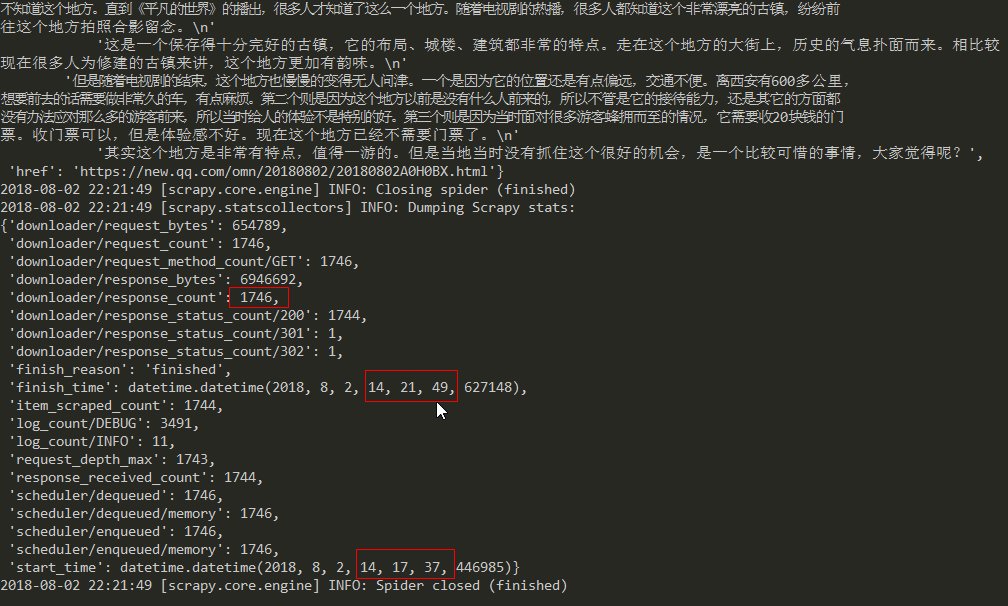 不知道这个地方。直到《平凡的世界》的播出，很多人才知道了这么一个地方。随着电视剧的热播，很多人都知道这个非常漂亮的古镇，纷纷前
往这个地方拍照合影留念。\n'
'这是一个保存得十分完好的古镇，它的布局、城楼、建筑都非常的特点。走在这个地方的大街上，历史的气息扑面而来。相比较
现在很多人为修建的古镇来讲，这个地方更加有韵味。\n'
'但是随着电视剧的结束，这个地方也慢慢的变得无人问津。一个是因为它的位置还是有点偏远，交通不便。离西安有600多公里，
想要前去的话需要做非常久的车，有点麻烦。第二个则是因为这个地方以前是没有什么人前来的，所以不管是它的接待能力，还是其它的方面都
没有办法应对那么多的游客前来，所以当时给人的体验不是特别的好。第三个则是因为当时面对很多游客蜂拥而至的情况，它需要收20块钱的门
票。收门票可以，但是体验感不好。现在这个地方已经不需要门票了。\n'
'其实这个地方是非常有特点，值得一游的。但是当地当时没有抓住这个很好的机会，是一个比较可惜的事情，大家觉得呢？',
'href': 'https://new.qq.com/omn/20180802/20180802A0H0BX.html'}
2018-08-02 22:21:49 [scrapy.core.engine] INFO: Closing spider (finished)
2018-08-02 22:21:49 [scrapy.statscollectors] INFO: Dumping Scrapy stats:
{'downloader/request_bytes': 654789,
'downloader/request_count': 1746,
'downloader/request_method_count/GET': 1746,
'downloader/response_bytes': 6946692,
'downloader/response_count': 1746,
'downloader/response_status_count/200': 1744,
'downloader/response_status_count/301': 1,
'downloader/response_status_count/302': 1,
'finish_reason': 'finished',
'finish_time': datetime.datetime(2018, 8, 2, 14, 21, 49, 627148),
'item_scraped_count': 1744,
'log_count/DEBUG': 3491,
'log_count/INFO': 11,
'request_depth_max': 1743,
'response_received_count': 1744,
'scheduler/dequeued': 1746,
'scheduler/dequeued/memory': 1746,
'scheduler/enqueued': 1746,
'scheduler/enqueued/memory': 1746,
'start_time': datetime.datetime(2018, 8, 2, 14, 17, 37, 446985)}
2018-08-02 22:21:49 [scrapy.core.engine] INFO: Spider closed (finished)